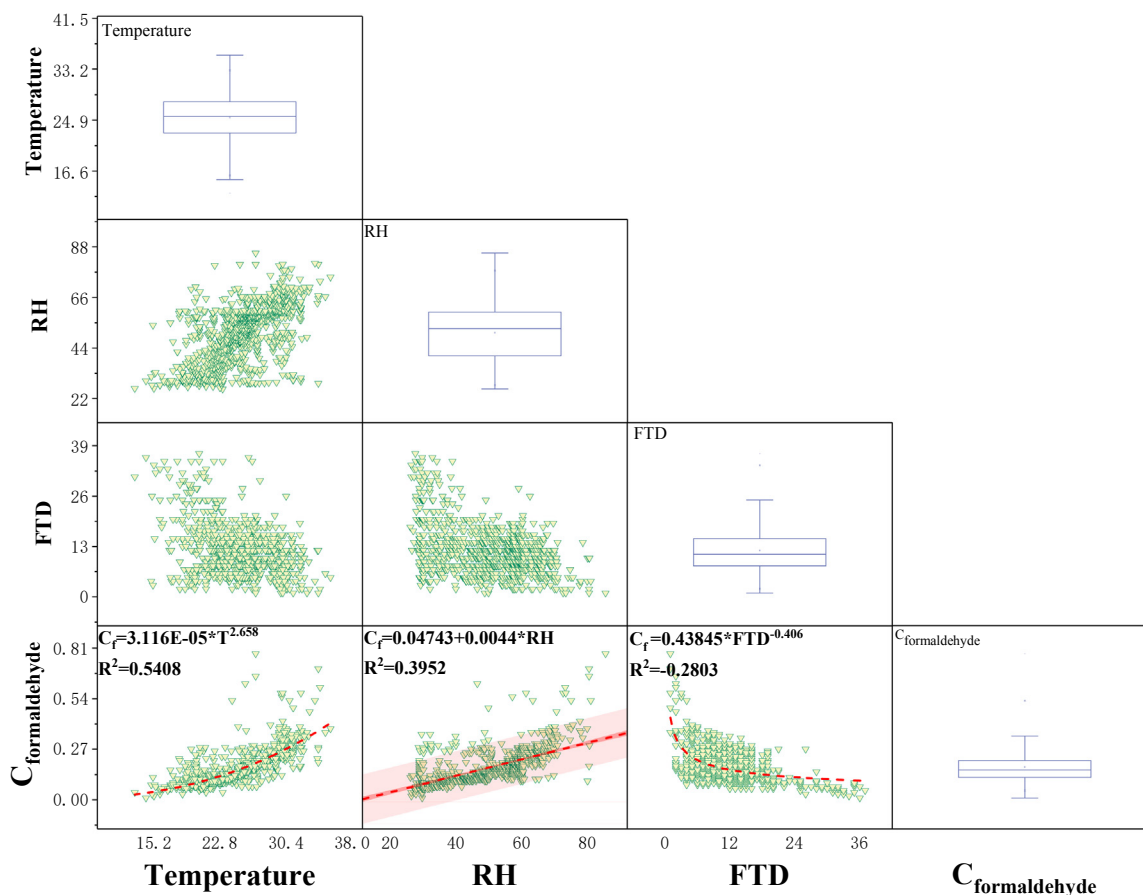 41.5
33.2
24.9
16.6
Temperature
Temperature
88
66
44
22
RH
RH
39
26
13
0
FTD
FTD
0.81
0.54
0.27
0.00
C_formaldehyde
C_f=3.116E-05*T^2.658
R^2=0.5408
C_f=0.04743+0.0044*RH
R^2=0.3952
C_f=0.43845*FTD^-0.406
R^2=-0.2803
C_formaldehyde
15.2 22.8 30.4 38. 0 20 40 60 80 0 12 24 36
Temperature RH FTD C_formaldehyde